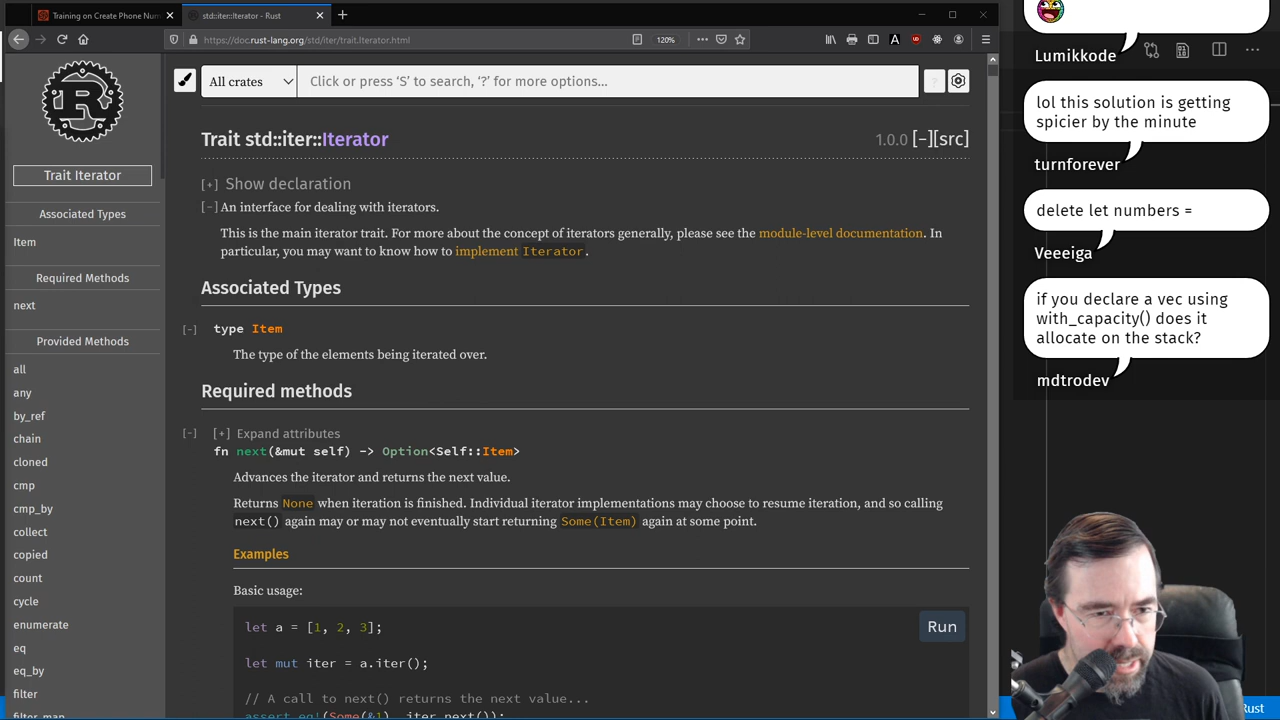 Training on Create Phone Num
std::iter::Iterator - Rust
https://doc.rust-lang.org/std/iter/trait.Iterator.html
120%
Trait Iterator
Associated Types
Item
Required Methods
next
Provided Methods
all
any
by_ref
chain
cloned
cmp
cmp_by
collect
copied
count
cycle
enumerate
eq
eq_by
filter
filter_map
All crates
Click or press ‘S’ to search, ‘?’ for more options…
?
Trait std::iter::Iterator
1.0.0 [−][src]
[+] Show declaration
[−] An interface for dealing with iterators.
This is the main iterator trait. For more about the concept of iterators generally, please see the module-level documentation. In
particular, you may want to know how to implement Iterator.
Associated Types
[−] type Item
The type of the elements being iterated over.
Required methods
[−] [+] Expand attributes
fn next(&mut self) -> Option<Self::Item>
Advances the iterator and returns the next value.
Returns None when iteration is finished. Individual iterator implementations may choose to resume iteration, and so calling
next() again may or may not eventually start returning Some(Item) again at some point.
Examples
Basic usage:
Run
let a = [1, 2, 3];
let mut iter = a.iter();
// A call to next() returns the next value...
assert_eq!(Some(&1), iter.next());
Lumikkode
lol this solution is getting
spicier by the minute
turnforever
delete let numbers =
Veeeiga
if you declare a vec using
with_capacity() does it
allocate on the stack?
mdtrodev
Rust